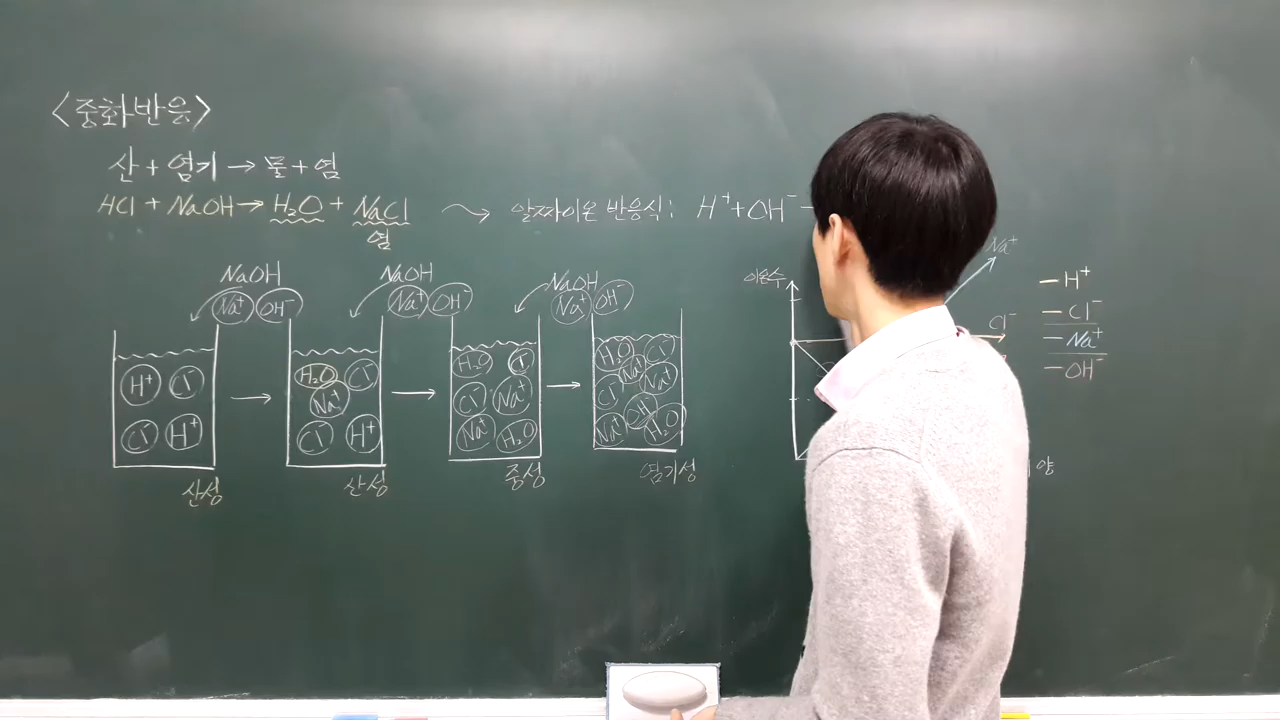 <중화반응>
산 + 염기 → 물 + 염
HCl + NaOH → H₂O + NaCl
염
알짜이온 반응식: H⁺ + OH⁻ →
NaOH NaOH NaOH
Na⁺ OH⁻ Na⁺ OH⁻ Na⁺ OH⁻
H⁺ Cl⁻
Cl⁻ H⁺
산성
H₂O Cl⁻
Na⁺
Cl⁻ H⁺
산성
H₂O Cl⁻
Cl⁻ Na⁺
Na⁺ H₂O
중성
H₂O Cl⁻
Na⁺
Cl⁻ Na⁺
OH⁻
Na⁺ H₂O
염기성
이온수
Na⁺
Cl⁻
양
- H⁺
- Cl⁻
- Na⁺
- OH⁻